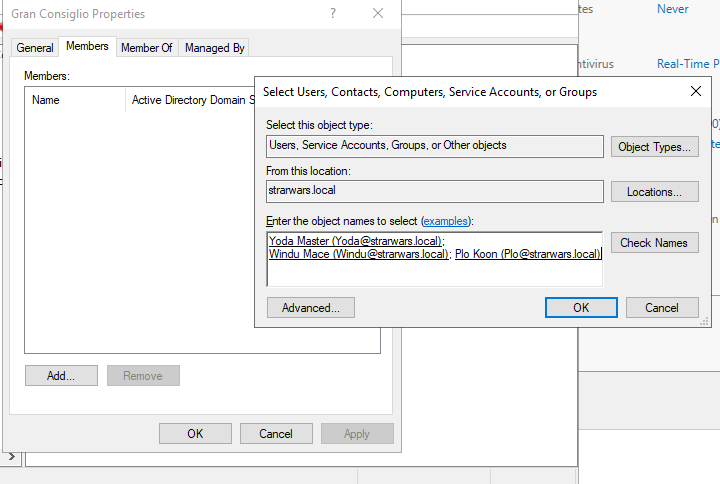 Gran Consiglio Properties
?
General Members Member Of Managed By
Members:
Name Active Directory Domain S
Add... Remove
OK Cancel Apply
Select Users, Contacts, Computers, Service Accounts, or Groups
Select this object type:
Users, Service Accounts, Groups, or Other objects
Object Types...
From this location:
strarwars.local
Locations...
Enter the object names to select (examples):
Yoda Master (Yoda@strarwars.local);
Windu Mace (Windu@strarwars.local); Plo Koon (Plo@strarwars.local)
Check Names
Advanced... OK Cancel
Never
Real-Time P